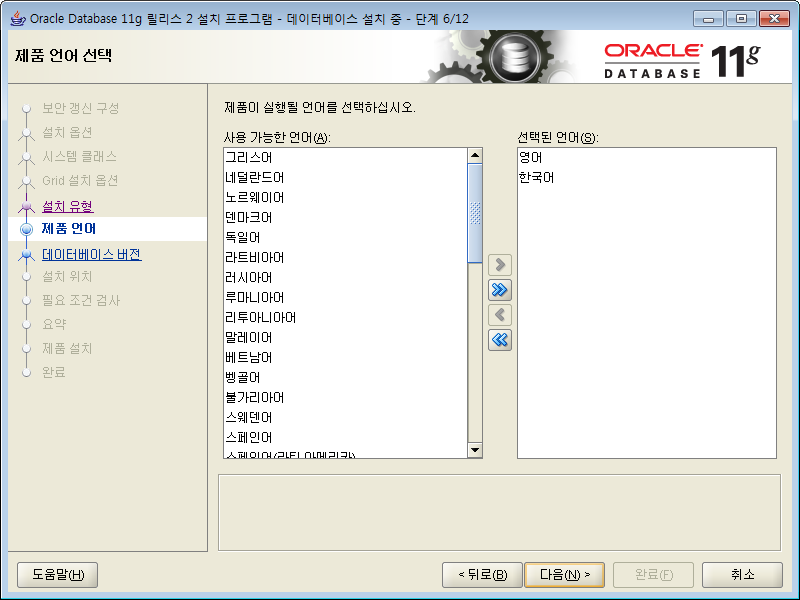 Oracle Database 11g 릴리스 2 설치 프로그램 - 데이터베이스 설치 중 - 단계 6/12
제품 언어 선택
ORACLE
DATABASE
11g
보안 갱신 구성
설치 옵션
시스템 클래스
Grid 설치 옵션
설치 유형
제품 언어
데이터베이스 버전
설치 위치
필요 조건 검사
요약
제품 설치
완료
제품이 실행될 언어를 선택하십시오.
사용 가능한 언어(A):
그리스어
네덜란드어
노르웨이어
덴마크어
독일어
라트비아어
러시아어
루마니아어
리투아니아어
말레이어
베트남어
벵골어
불가리아어
스웨덴어
스페인어
스페인어(라틴 아메리카)
선택된 언어(S):
영어
한국어
도움말(H)
< 뒤로(B)
다음(N) >
완료(F)
취소